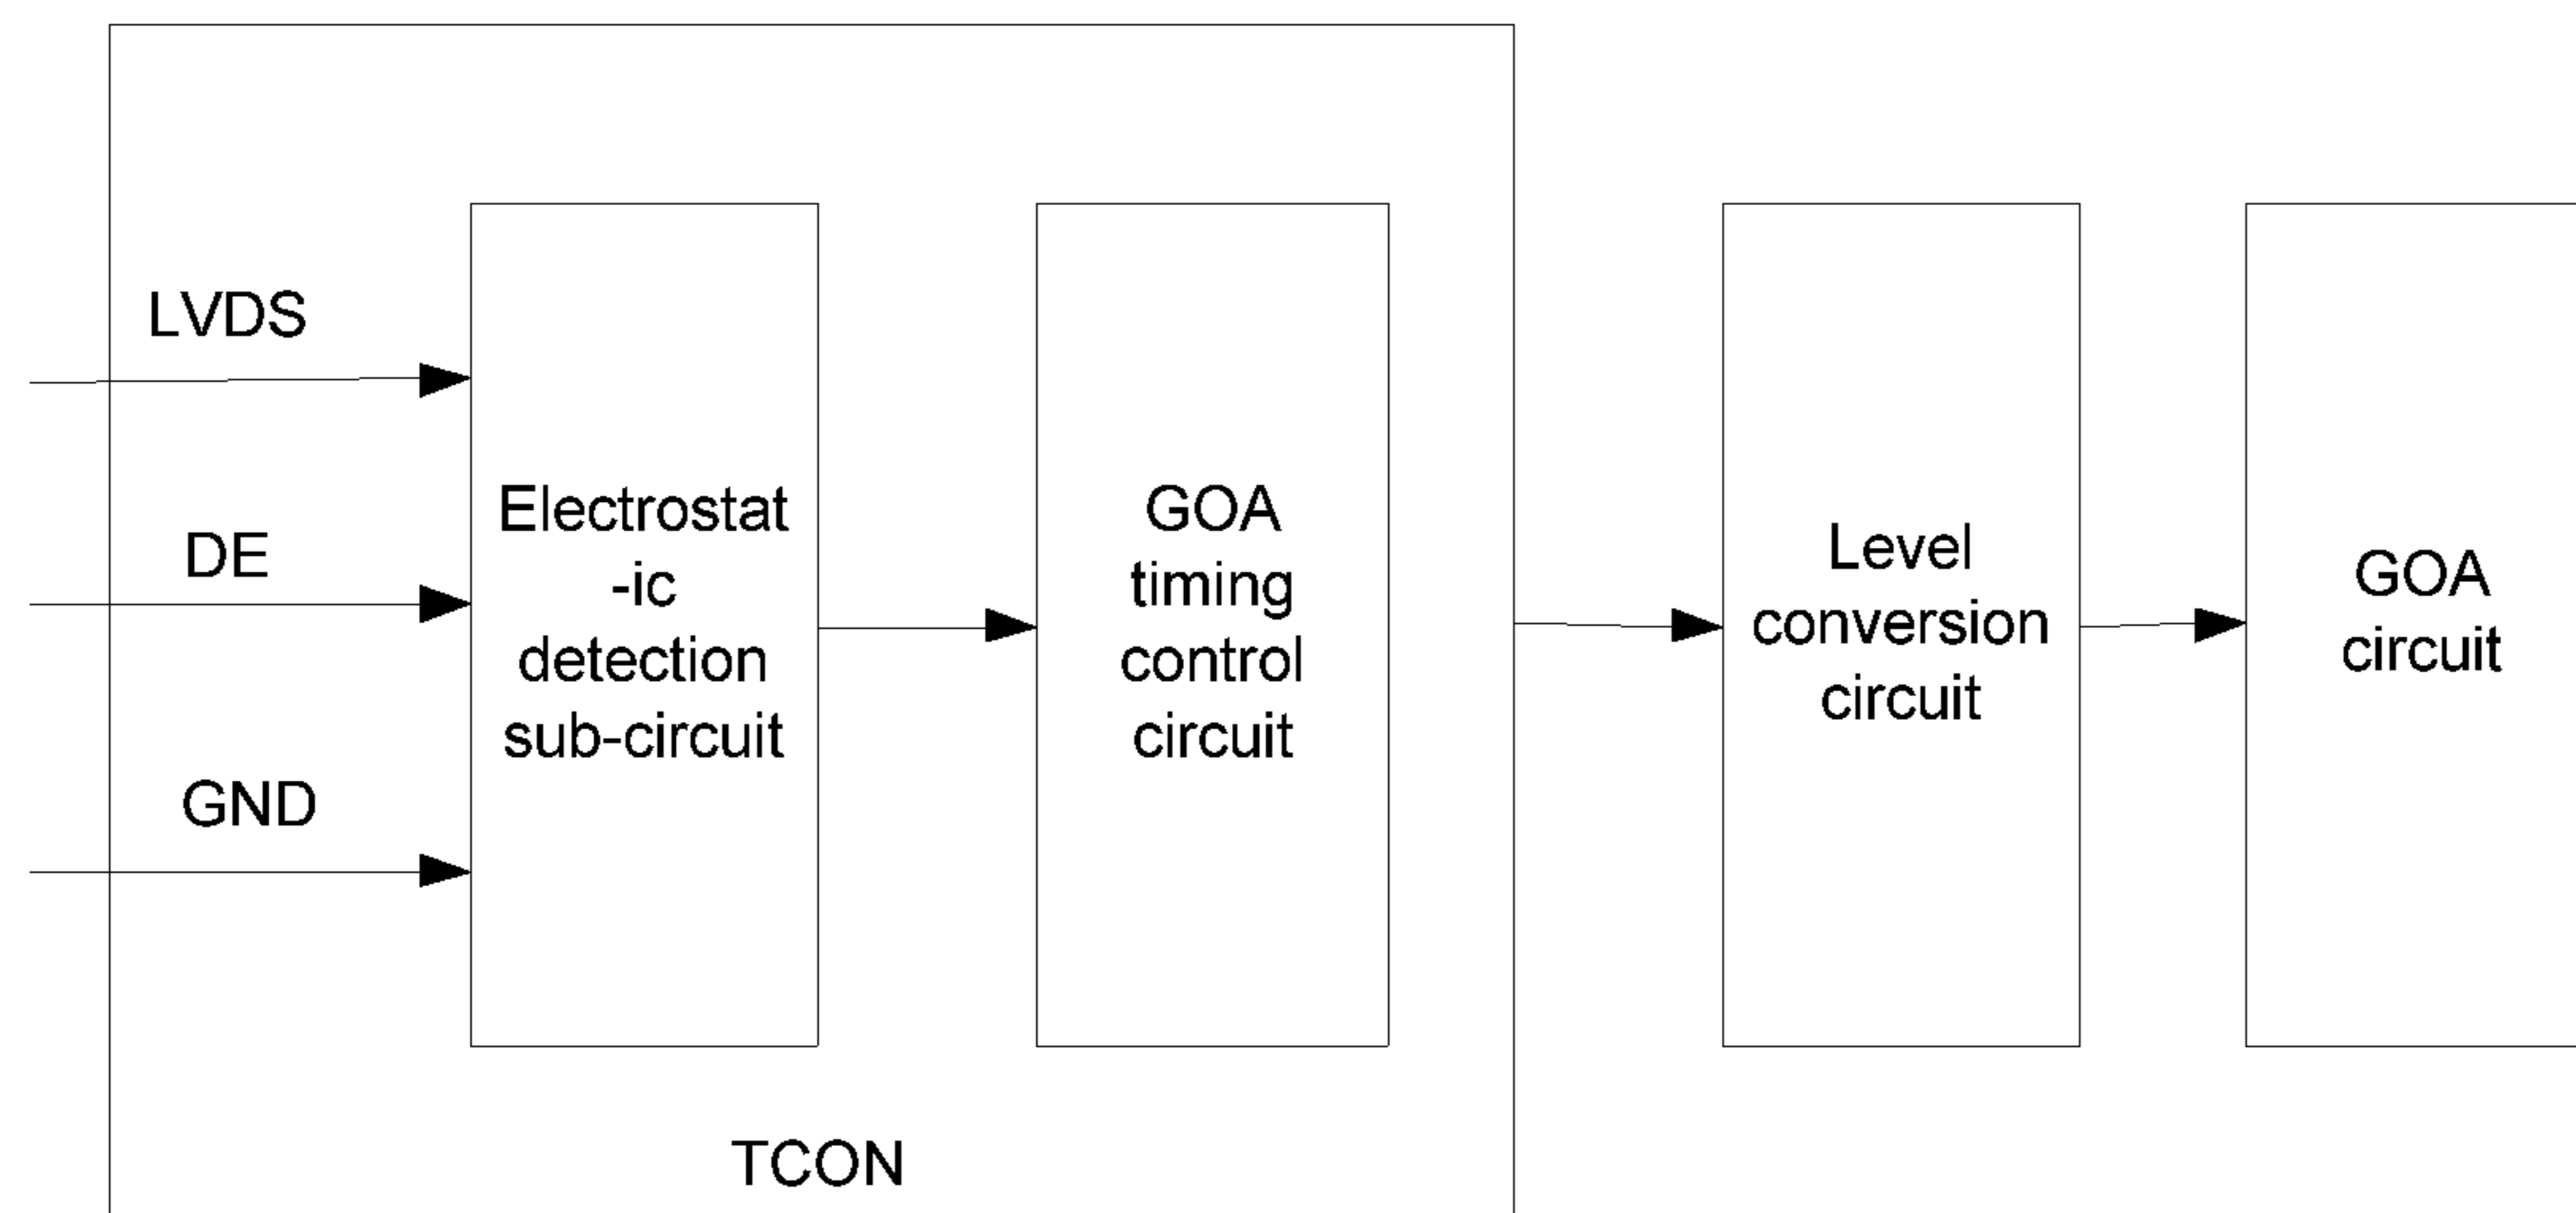 LVDS
DE
GND
Electrostat
-ic
detection
sub-circuit
GOA
timing
control
circuit
Level
conversion
circuit
GOA
circuit
TCON